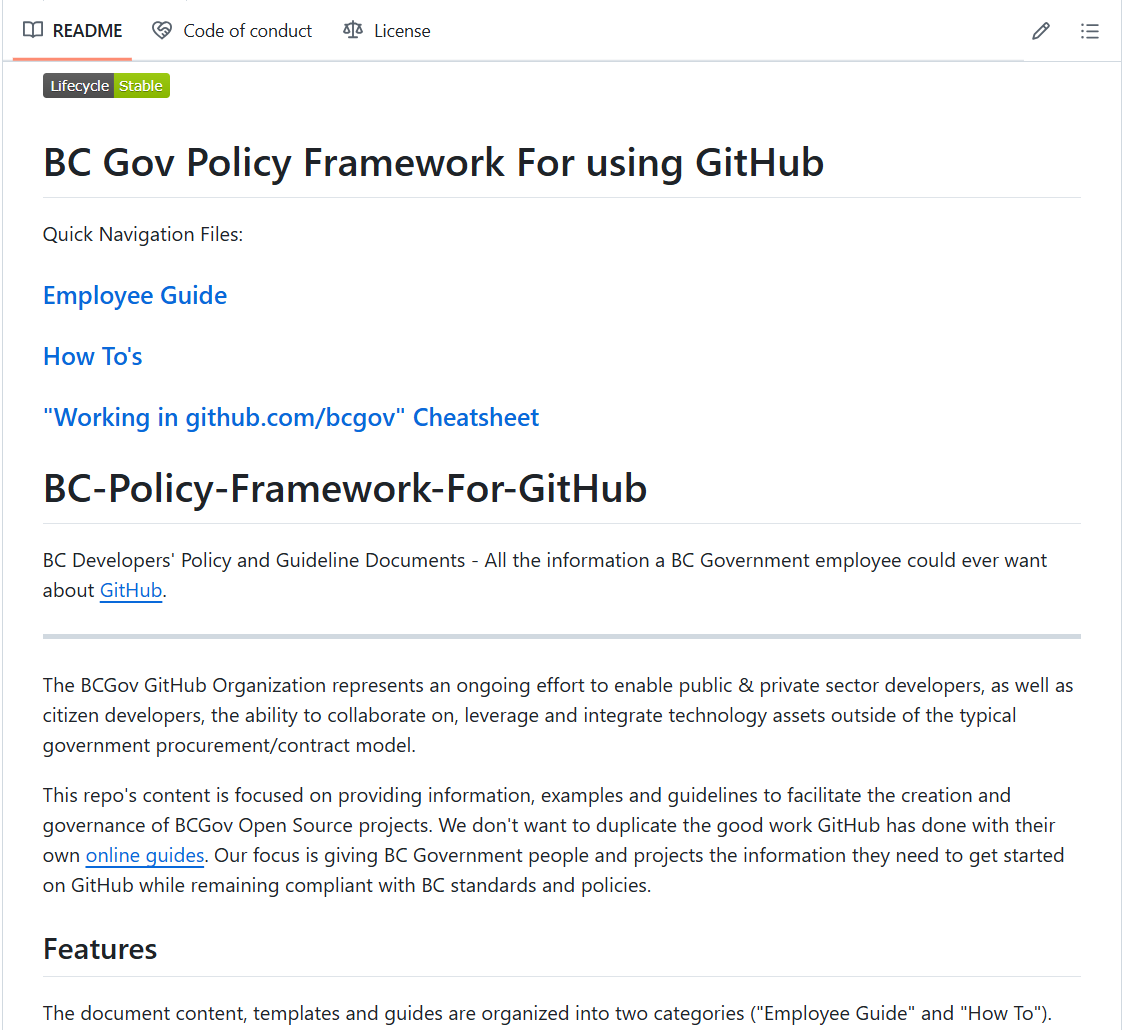 README Code of conduct License
Lifecycle Stable
BC Gov Policy Framework For using GitHub
Quick Navigation Files:
Employee Guide
How To's
"Working in github.com/bcgov" Cheatsheet
BC-Policy-Framework-For-GitHub
BC Developers' Policy and Guideline Documents - All the information a BC Government employee could ever want
about GitHub.
The BCGov GitHub Organization represents an ongoing effort to enable public & private sector developers, as well as
citizen developers, the ability to collaborate on, leverage and integrate technology assets outside of the typical
government procurement/contract model.
This repo's content is focused on providing information, examples and guidelines to facilitate the creation and
governance of BCGov Open Source projects. We don't want to duplicate the good work GitHub has done with their
own online guides. Our focus is giving BC Government people and projects the information they need to get started
on GitHub while remaining compliant with BC standards and policies.
Features
The document content, templates and guides are organized into two categories ("Employee Guide" and "How To").